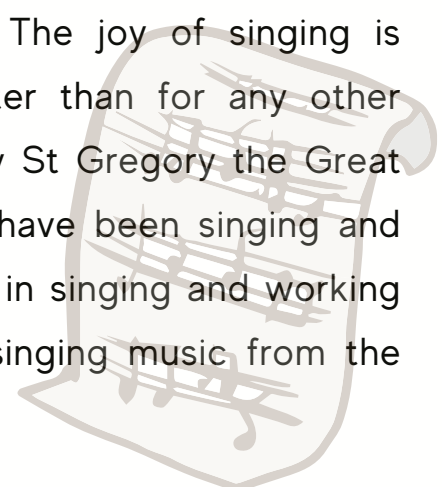 The joy of singing is
than for any other
St Gregory the Great
have been singing and
in singing and working
singing music from the